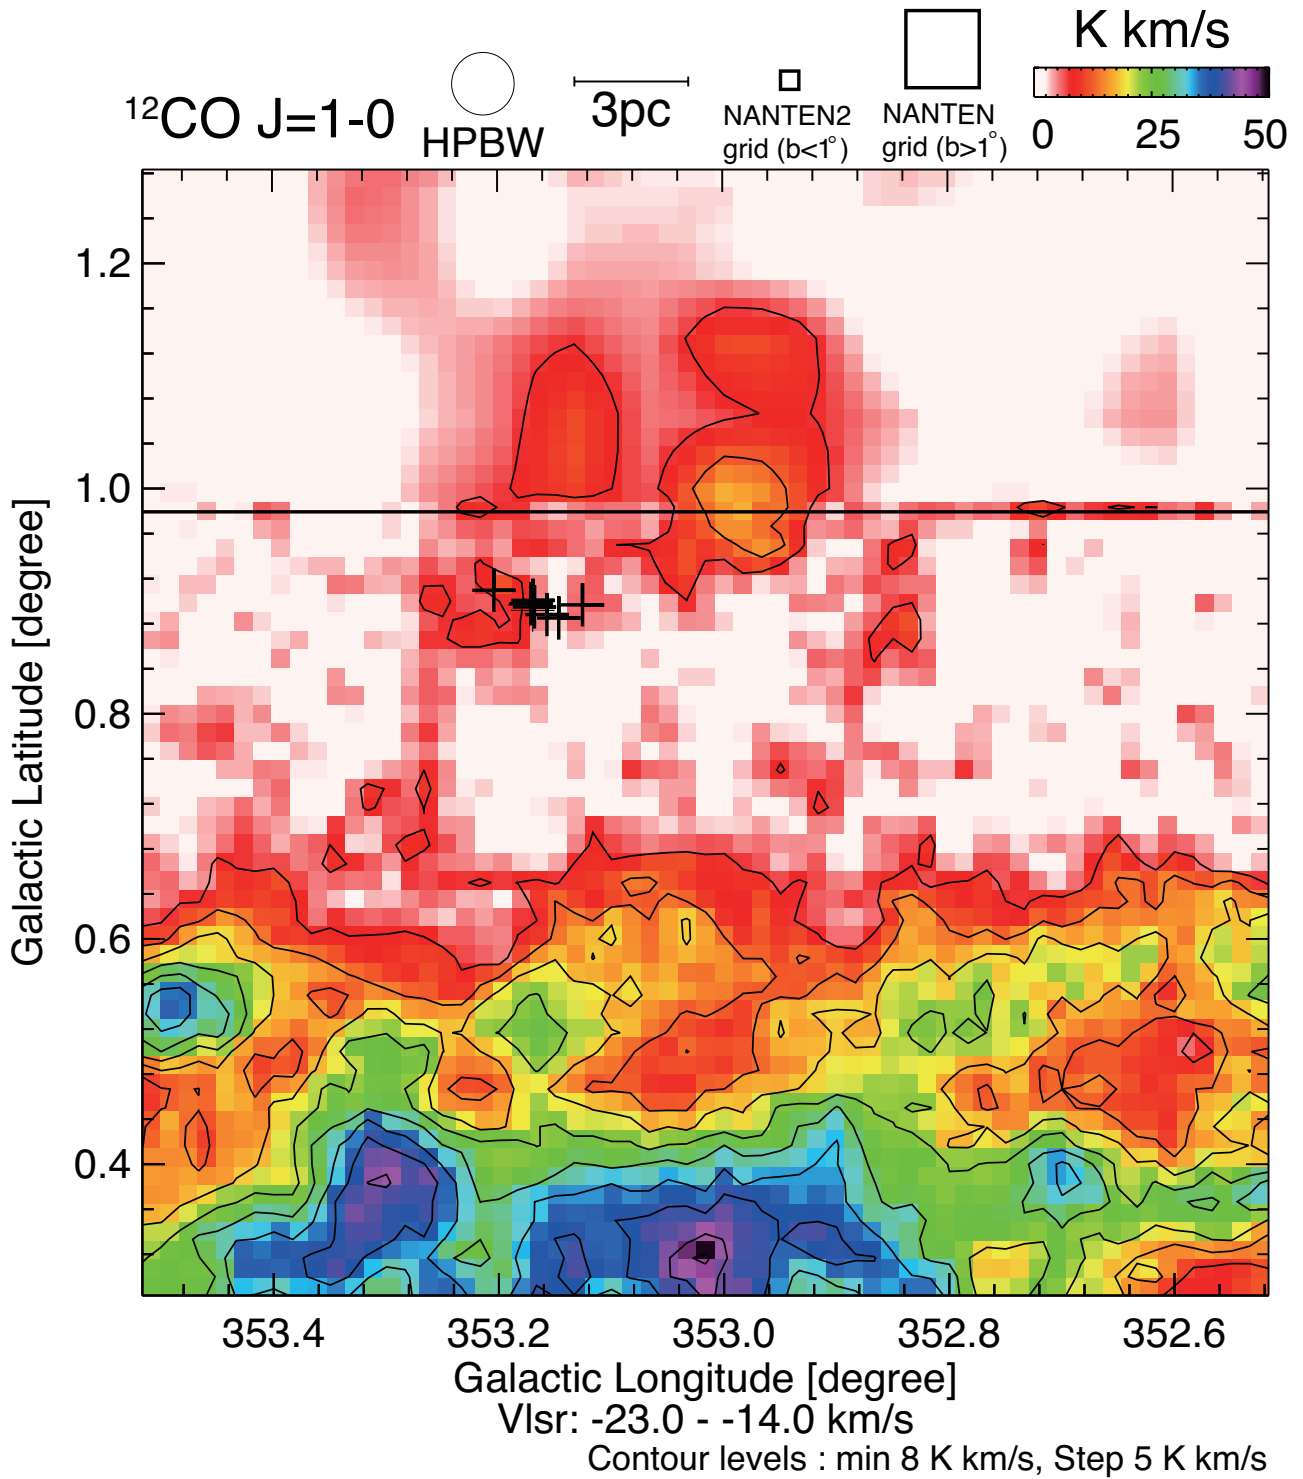 K km/s
¹²CO J=1-0
HPBW
3pc
NANTEN2
grid (b<1°)
NANTEN
grid (b>1°)
0 25 50
1.2
1.0
0.8
0.6
0.4
Galactic Latitude [degree]
353.4 353.2 353.0 352.8 352.6
Galactic Longitude [degree]
Vlsr: -23.0 - -14.0 km/s
Contour levels : min 8 K km/s, Step 5 K km/s